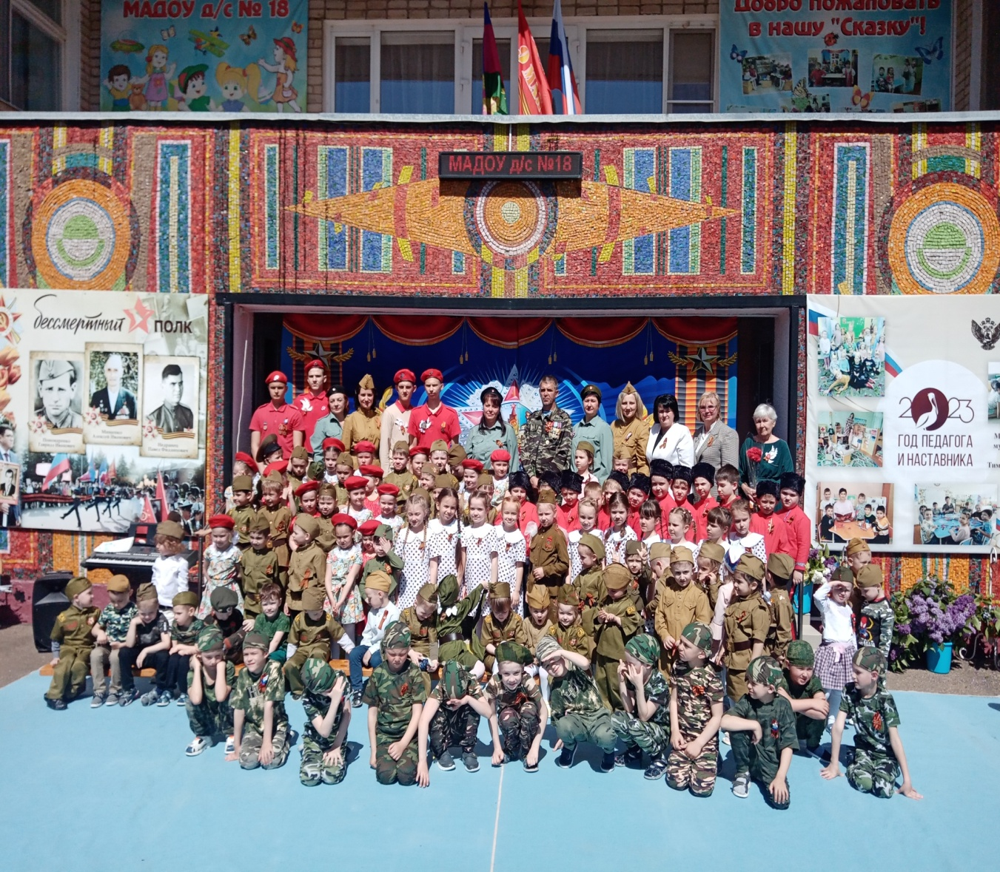 МАДОУ д/с № 18
Добро пожаловать
в нашу "Сказку"!
МАДОУ д/с №18
бессмертный ПОЛК
2023
ГОД ПЕДАГОГА
И НАСТАВНИКА